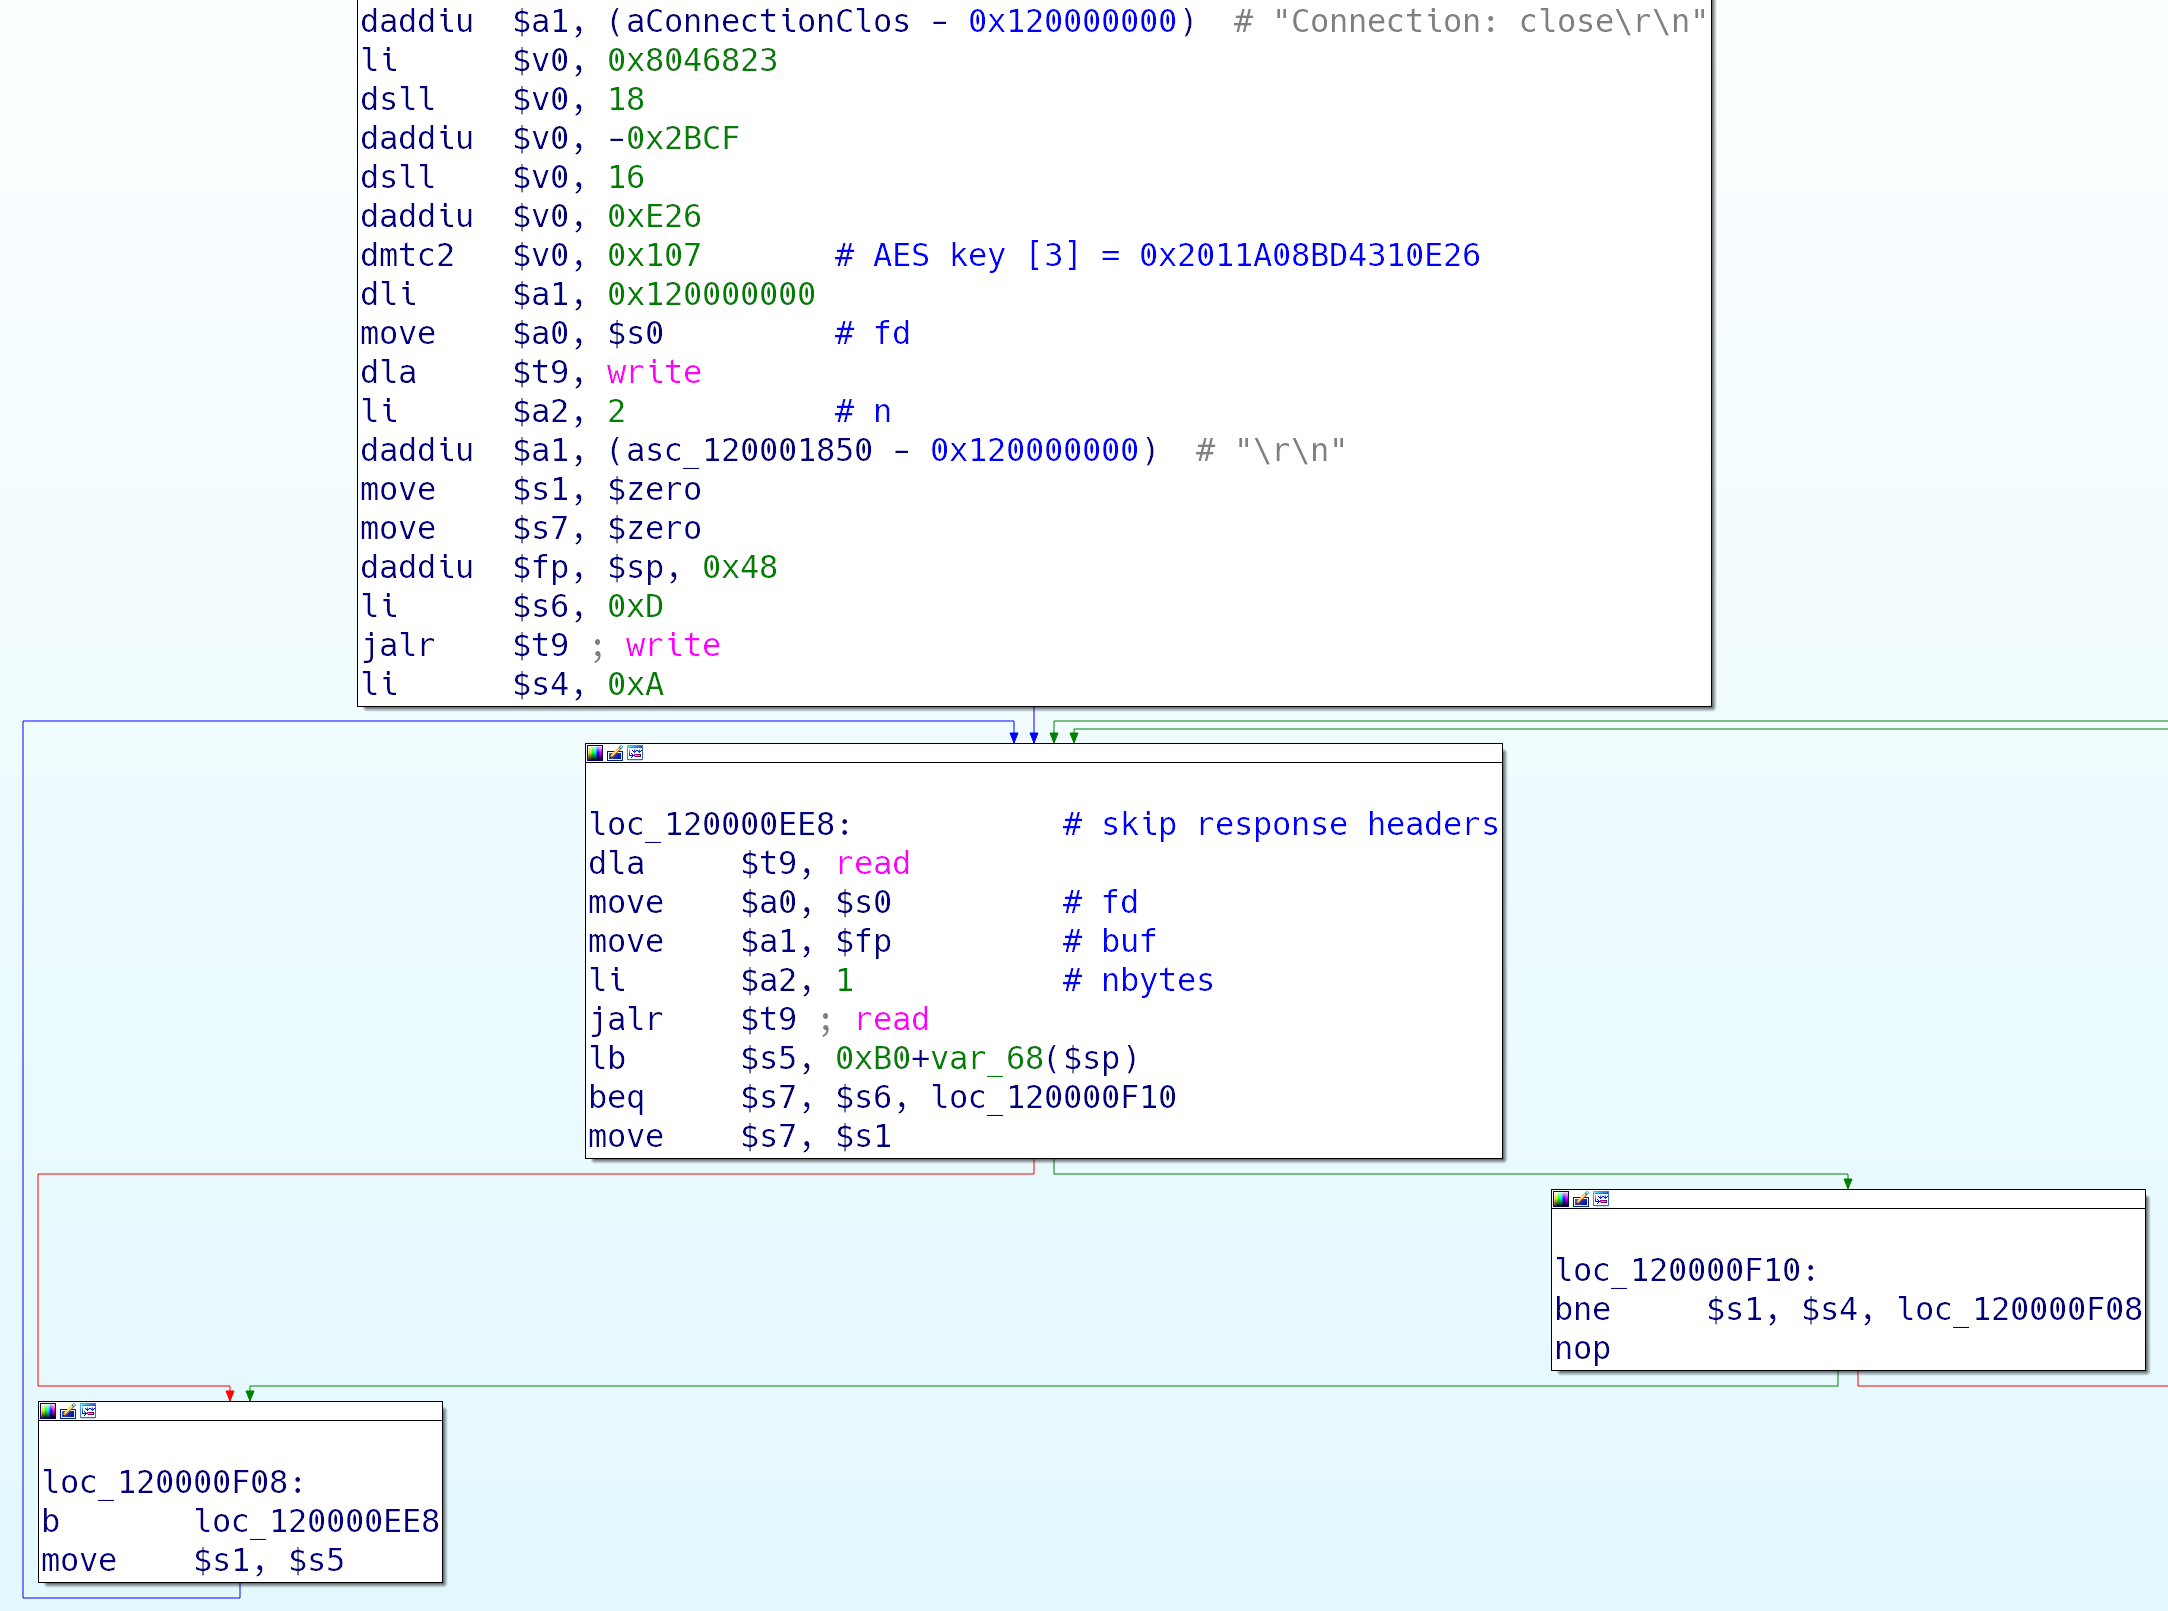 daddiu  $a1, (aConnectionClos - 0x120000000)  # "Connection: close\r\n"
li      $v0, 0x8046823
dsll    $v0, 18
daddiu  $v0, -0x2BCF
dsll    $v0, 16
daddiu  $v0, 0xE26
dmtc2   $v0, 0x107       # AES key [3] = 0x2011A08BD4310E26
dli     $a1, 0x120000000
move    $a0, $s0         # fd
dla     $t9, write
li      $a2, 2           # n
daddiu  $a1, (asc_120001850 - 0x120000000)  # "\r\n"
move    $s1, $zero
move    $s7, $zero
daddiu  $fp, $sp, 0x48
li      $s6, 0xD
jalr    $t9 ; write
li      $s4, 0xA
loc_120000EE8:           # skip response headers
dla     $t9, read
move    $a0, $s0         # fd
move    $a1, $fp         # buf
li      $a2, 1           # nbytes
jalr    $t9 ; read
lb      $s5, 0xB0+var_68($sp)
beq     $s7, $s6, loc_120000F10
move    $s7, $s1
loc_120000F10:
bne     $s1, $s4, loc_120000F08
nop
loc_120000F08:
b       loc_120000EE8
move    $s1, $s5